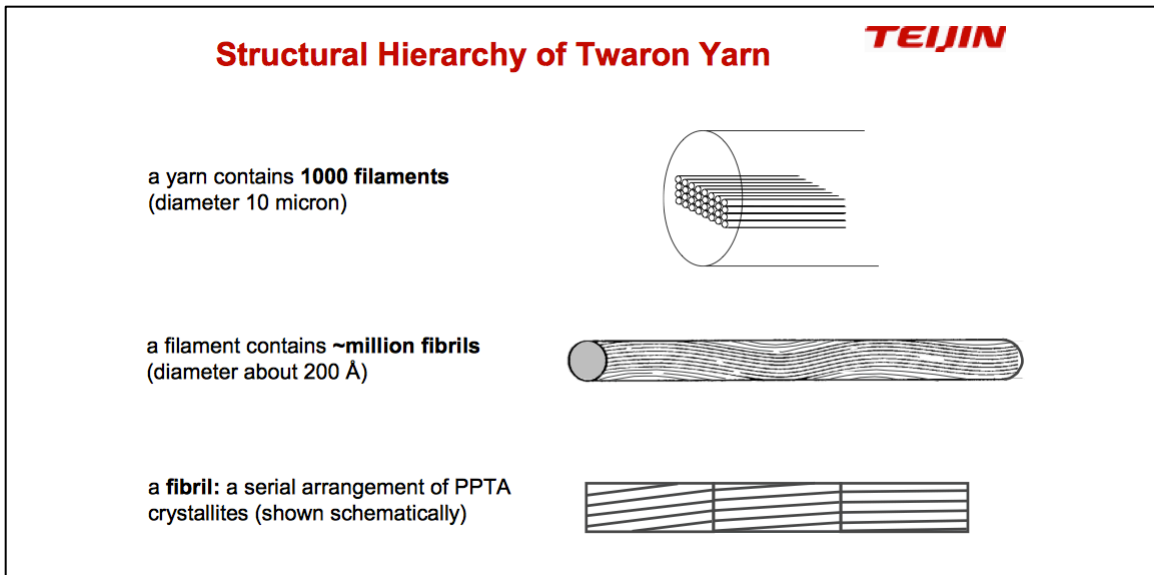 Structural Hierarchy of Twaron Yarn
TEIJIN
a yarn contains 1000 filaments
(diameter 10 micron)
a filament contains ~million fibrils
(diameter about 200 Å)
a fibril: a serial arrangement of PPTA
crystallites (shown schematically)